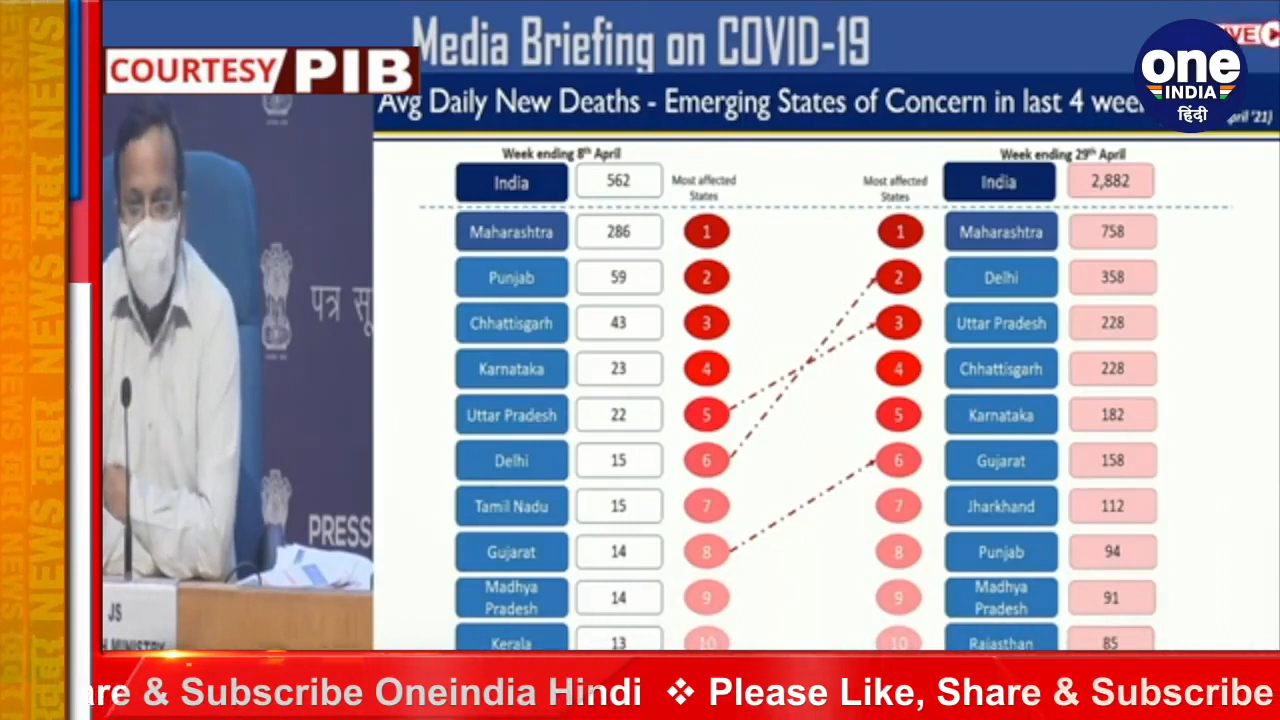 Media Briefing on COVID-19
COURTESY PIB
one
INDIA
हिंदी
Avg Daily New Deaths - Emerging States of Concern in last 4
Week ending 8th April
Week ending 29th April
India 562 Most affected States Most affected States India 2,882
Maharashtra 286 1 1 Maharashtra 758
Punjab 59 2 2 Delhi 358
Chhattisgarh 43 3 3 Uttar Pradesh 228
Karnataka 23 4 4 Chhattisgarh 228
Uttar Pradesh 22 5 5 Karnataka 182
Delhi 15 6 6 Gujarat 158
Tamil Nadu 15 7 7 Jharkhand 112
Gujarat 14 8 8 Punjab 94
Madhya Pradesh 14 9 9 Madhya Pradesh 91
Kerala 13 10 10 Rajasthan 85
पत्र
PRESS
JS
MINISTRY
NEWS
खबर
NEWS
खबर
NEWS
are & Subscribe Oneindia Hindi ❖ Please Like, Share & Subscribe